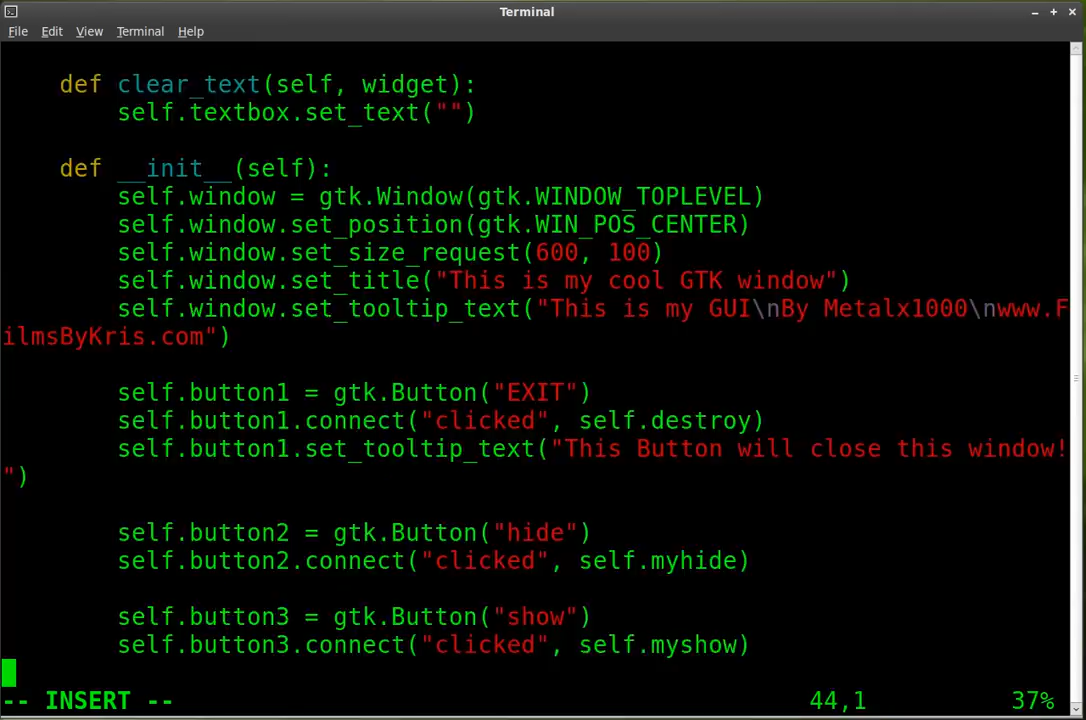 Terminal
File Edit View Terminal Help
def clear_text(self, widget):
self.textbox.set_text("")
def __init__(self):
self.window = gtk.Window(gtk.WINDOW_TOPLEVEL)
self.window.set_position(gtk.WIN_POS_CENTER)
self.window.set_size_request(600, 100)
self.window.set_title("This is my cool GTK window")
self.window.set_tooltip_text("This is my GUI\nBy Metalx1000\nwww.F
ilmsByKris.com")
self.button1 = gtk.Button("EXIT")
self.button1.connect("clicked", self.destroy)
self.button1.set_tooltip_text("This Button will close this window!
")
self.button2 = gtk.Button("hide")
self.button2.connect("clicked", self.myhide)
self.button3 = gtk.Button("show")
self.button3.connect("clicked", self.myshow)
-- INSERT -- 44,1 37%